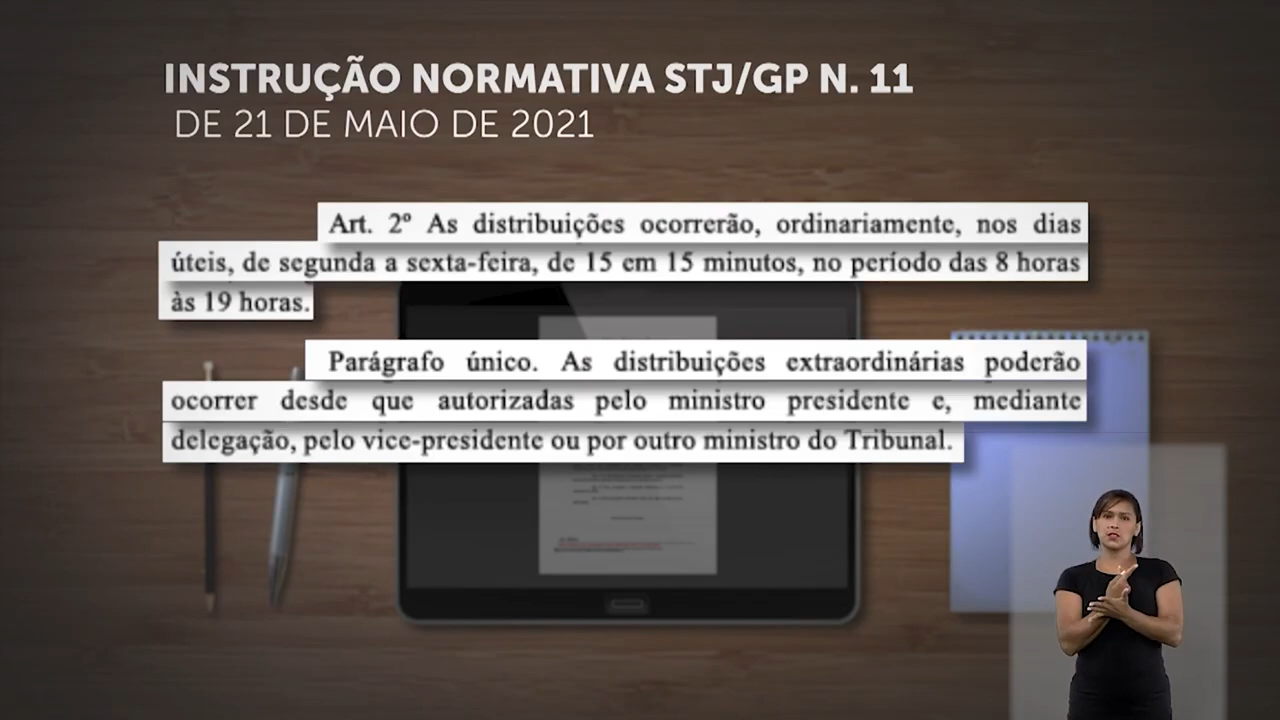 INSTRUÇÃO NORMATIVA STJ/GP N. 11
DE 21 DE MAIO DE 2021
Art. 2º As distribuições ocorrerão, ordinariamente, nos dias
úteis, de segunda a sexta-feira, de 15 em 15 minutos, no período das 8 horas
às 19 horas.
Parágrafo único. As distribuições extraordinárias poderão
ocorrer desde que autorizadas pelo ministro presidente e, mediante
delegação, pelo vice-presidente ou por outro ministro do Tribunal.